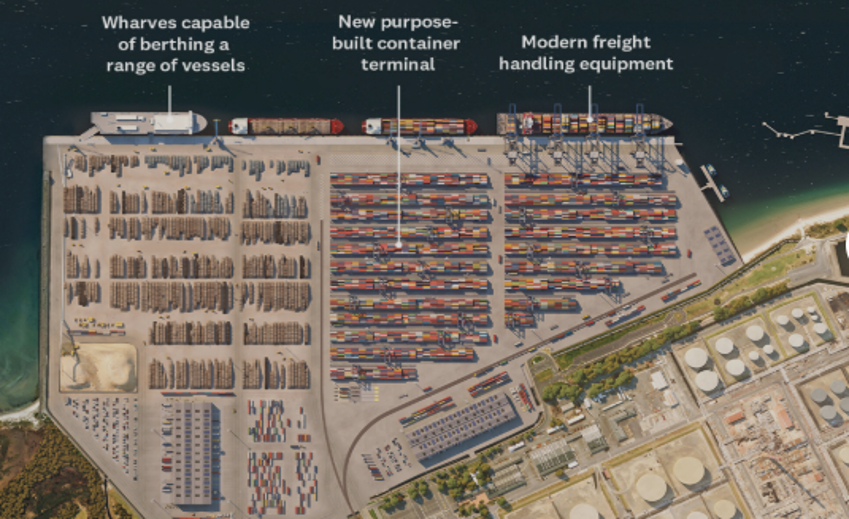 Wharves capable
of berthing a
range of vessels
New purpose-
built container
terminal
Modern freight
handling equipment